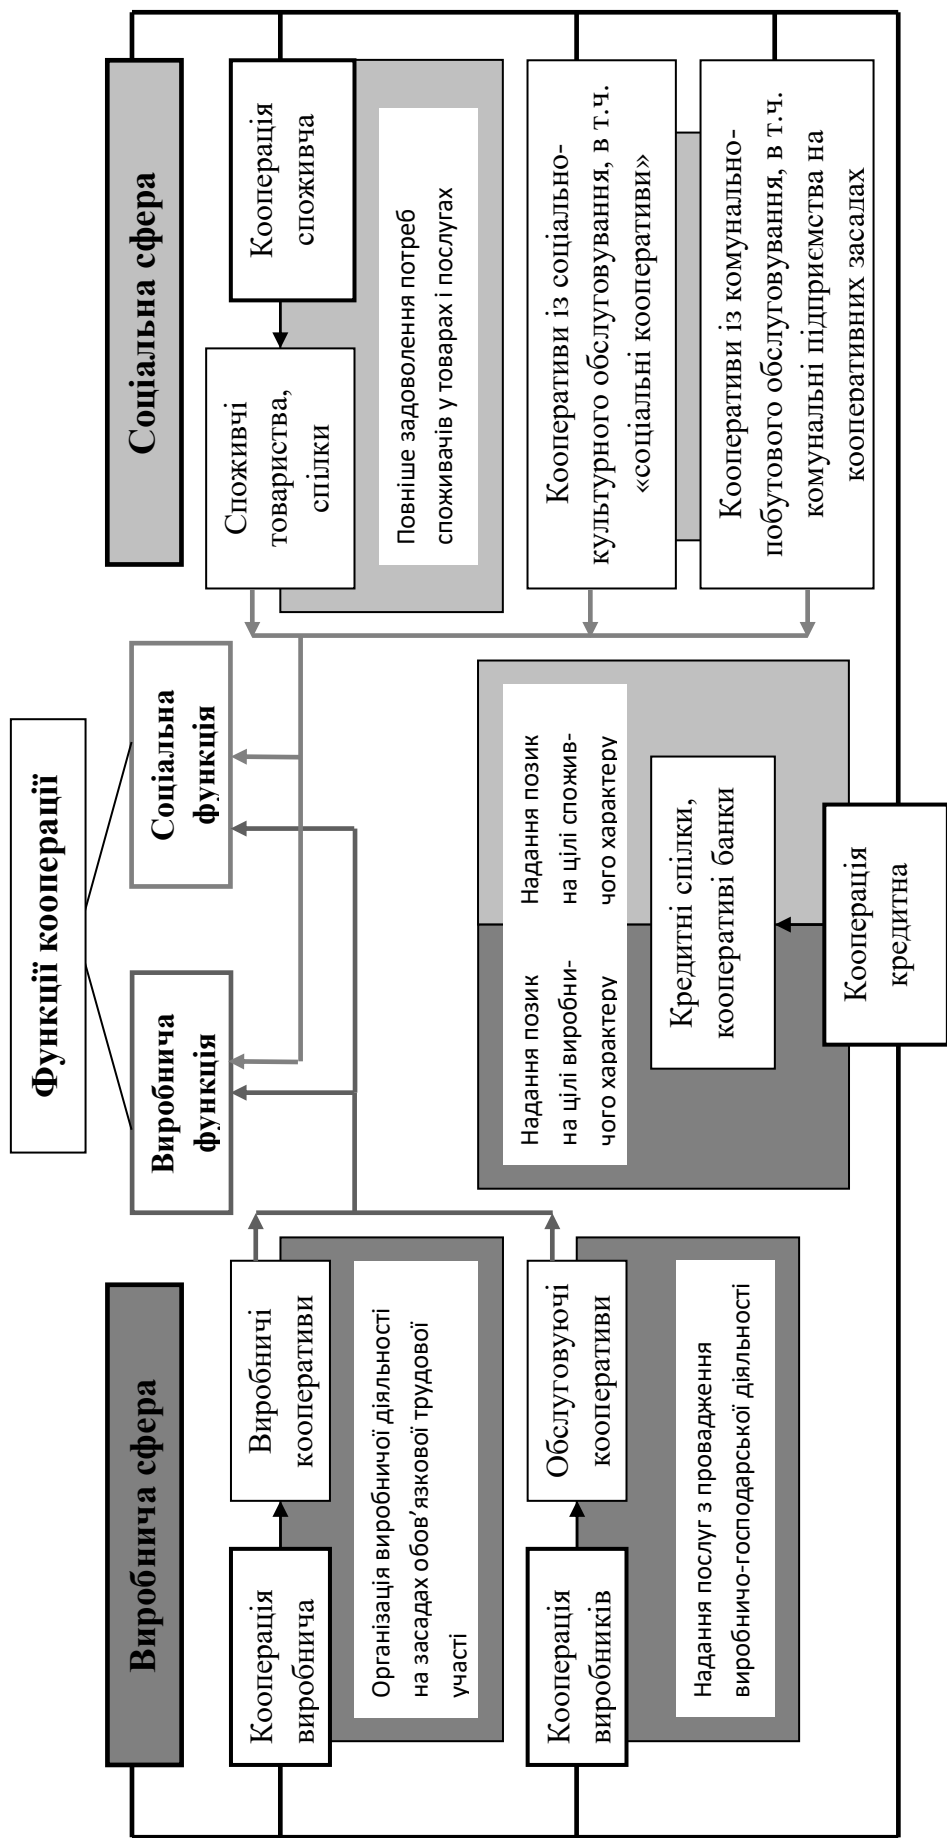 Функції кооперації
Виробнича сфера
Соціальна сфера
Виробнича
функція
Соціальна
функція
Кооперація
виробнича
Виробничі
кооперативи
Організація виробничої діяльності
на засадах обов’язкової трудової
участі
Кооперація
виробників
Обслуговуючі
кооперативи
Надання послуг з провадження
виробничо-господарської діяльності
Споживчі
товариства,
спілки
Кооперація
споживча
Повніше задоволення потреб
споживачів у товарах і послугах
Кооперативи із соціально-
культурного обслуговування, в т.ч.
«соціальні кооперативи»
Кооперативи із комунально-
побутового обслуговування, в т.ч.
комунальні підприємства на
кооперативних засадах
Надання позик
на цілі виробни-
чого характеру
Надання позик
на цілі спожив-
чого характеру
Кредитні спілки,
кооперативі банки
Кооперація
кредитна